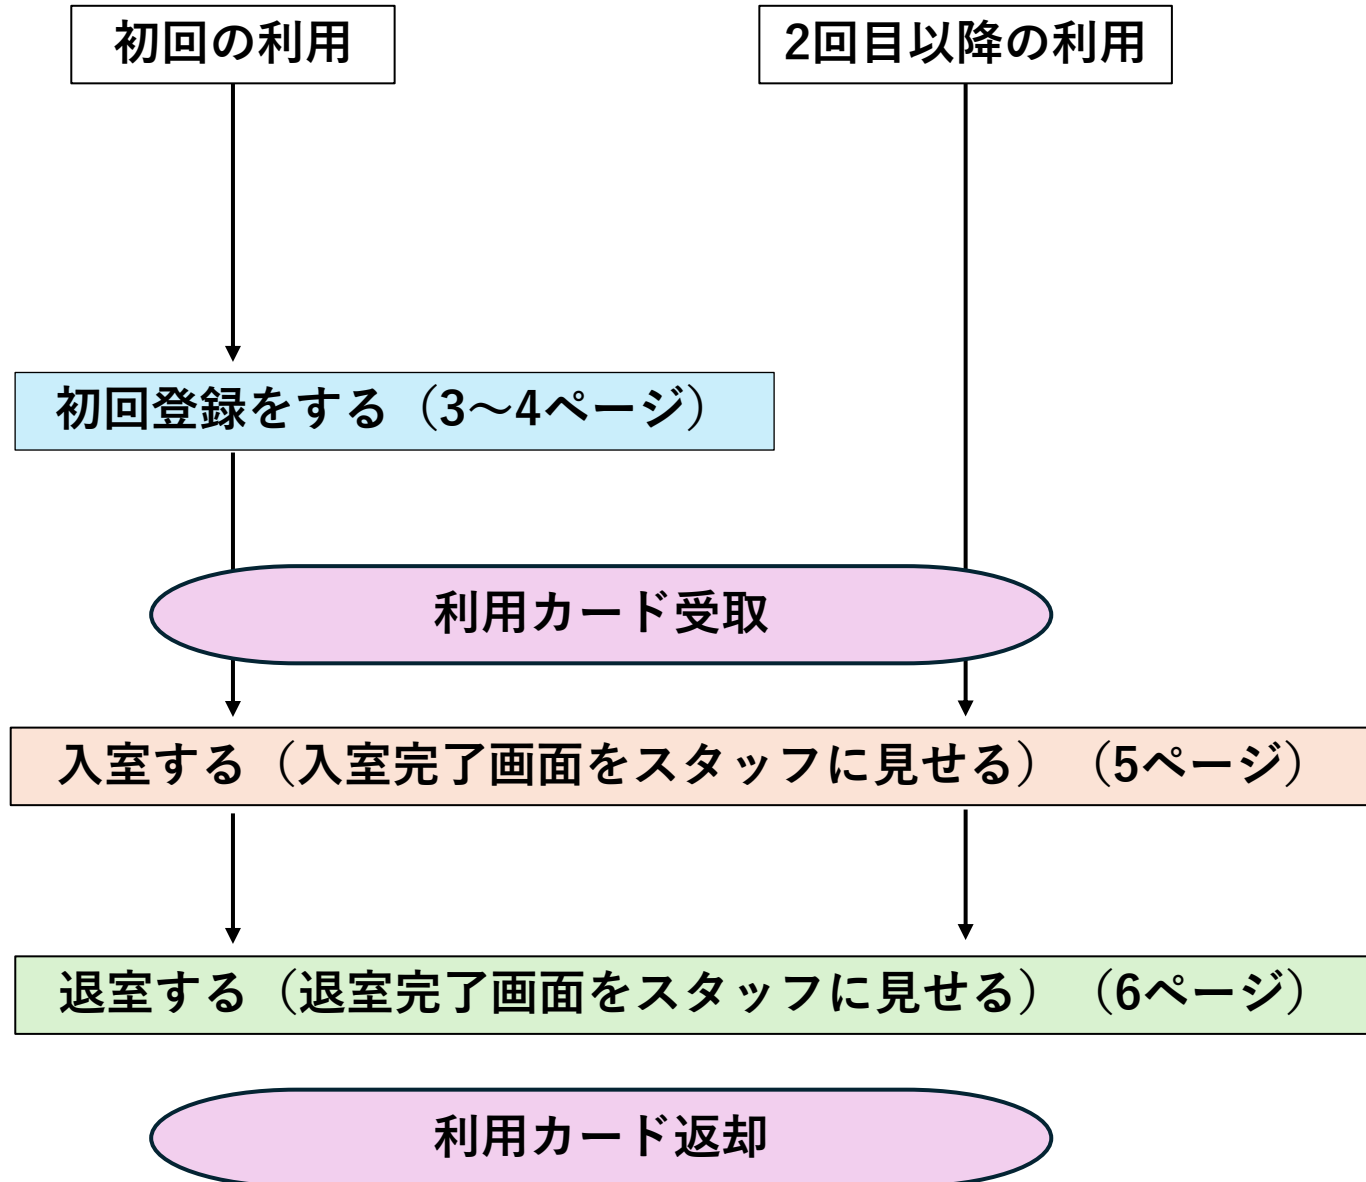 初回の利用
2回目以降の利用
初回登録をする（3～4ページ）
利用カード受取
入室する（入室完了画面をスタッフに見せる）（5ページ）
退室する（退室完了画面をスタッフに見せる）（6ページ）
利用カード返却